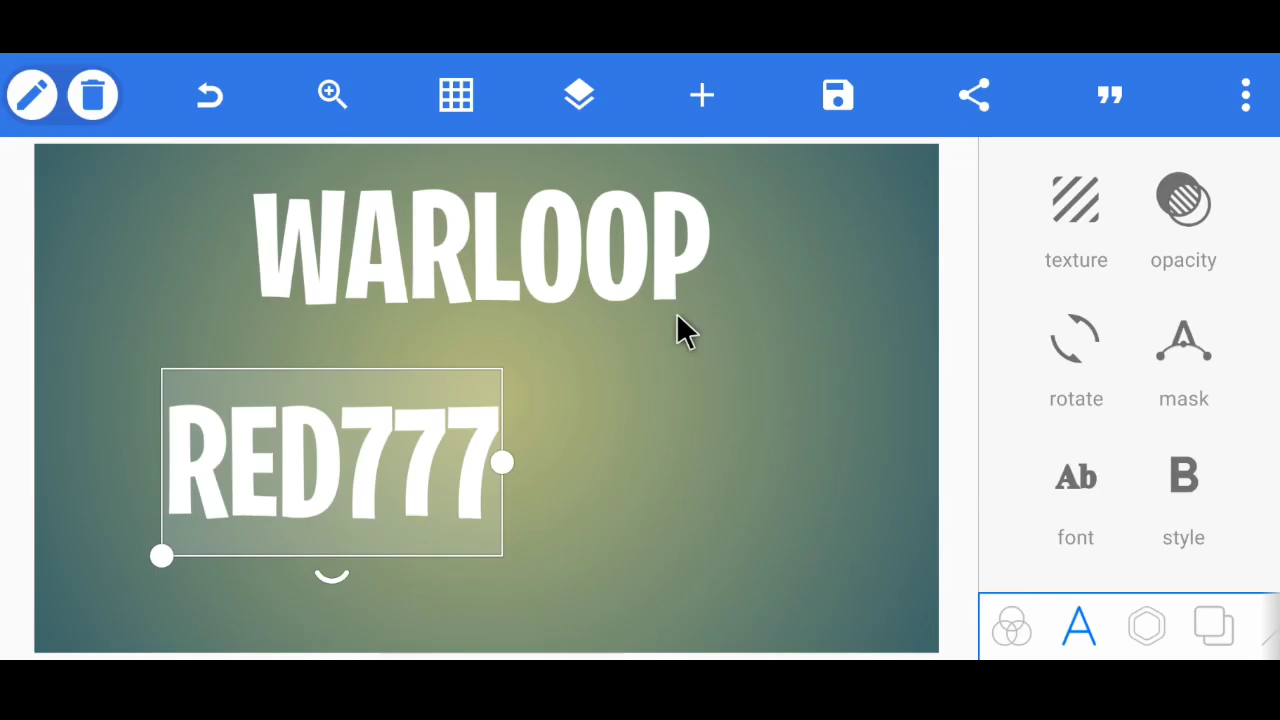 WARLOOP
RED777
texture
opacity
rotate
mask
Ab
B
font
style